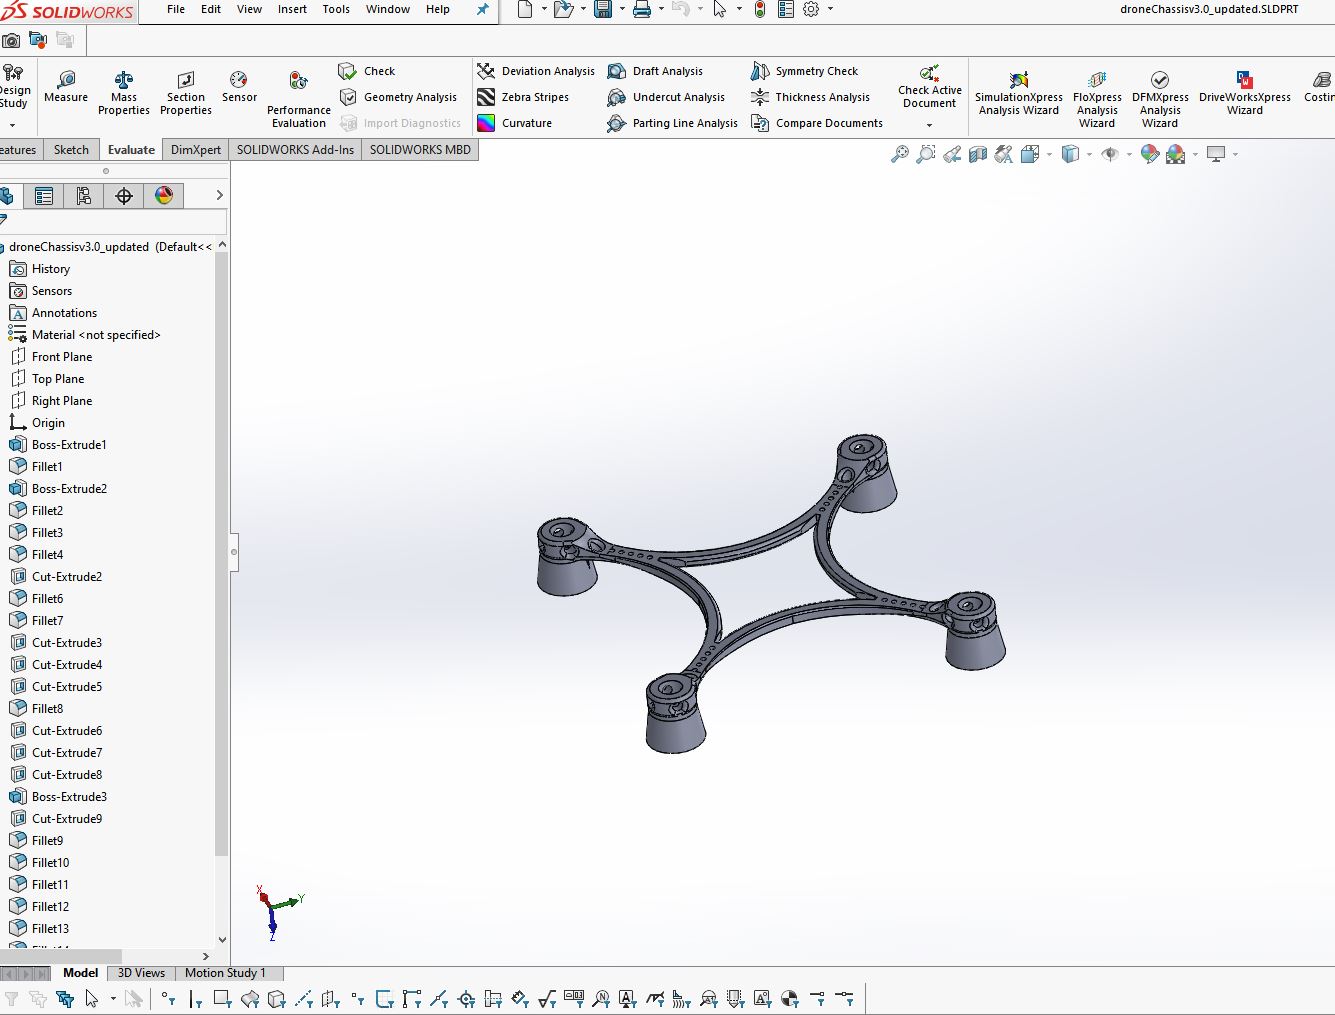 SOLIDWORKS File Edit View Insert Tools Window Help droneChassisv3.0_updated.SLDPRT
Design Study
Measure
Mass Properties
Section Properties
Sensor
Performance Evaluation
Check
Geometry Analysis
Import Diagnostics
Deviation Analysis
Zebra Stripes
Curvature
Draft Analysis
Undercut Analysis
Parting Line Analysis
Symmetry Check
Thickness Analysis
Compare Documents
Check Active Document
SimulationXpress Analysis Wizard
FloXpress Analysis Wizard
DFMXpress Analysis Wizard
DriveWorksXpress Wizard
Costin
eatures Sketch Evaluate DimXpert SOLIDWORKS Add-Ins SOLIDWORKS MBD
droneChassisv3.0_updated (Default<<
History
Sensors
Annotations
Material <not specified>
Front Plane
Top Plane
Right Plane
Origin
Boss-Extrude1
Fillet1
Boss-Extrude2
Fillet2
Fillet3
Fillet4
Cut-Extrude2
Fillet6
Fillet7
Cut-Extrude3
Cut-Extrude4
Cut-Extrude5
Fillet8
Cut-Extrude6
Cut-Extrude7
Cut-Extrude8
Boss-Extrude3
Cut-Extrude9
Fillet9
Fillet10
Fillet11
Fillet12
Fillet13
X
Y
Z
Model 3D Views Motion Study 1